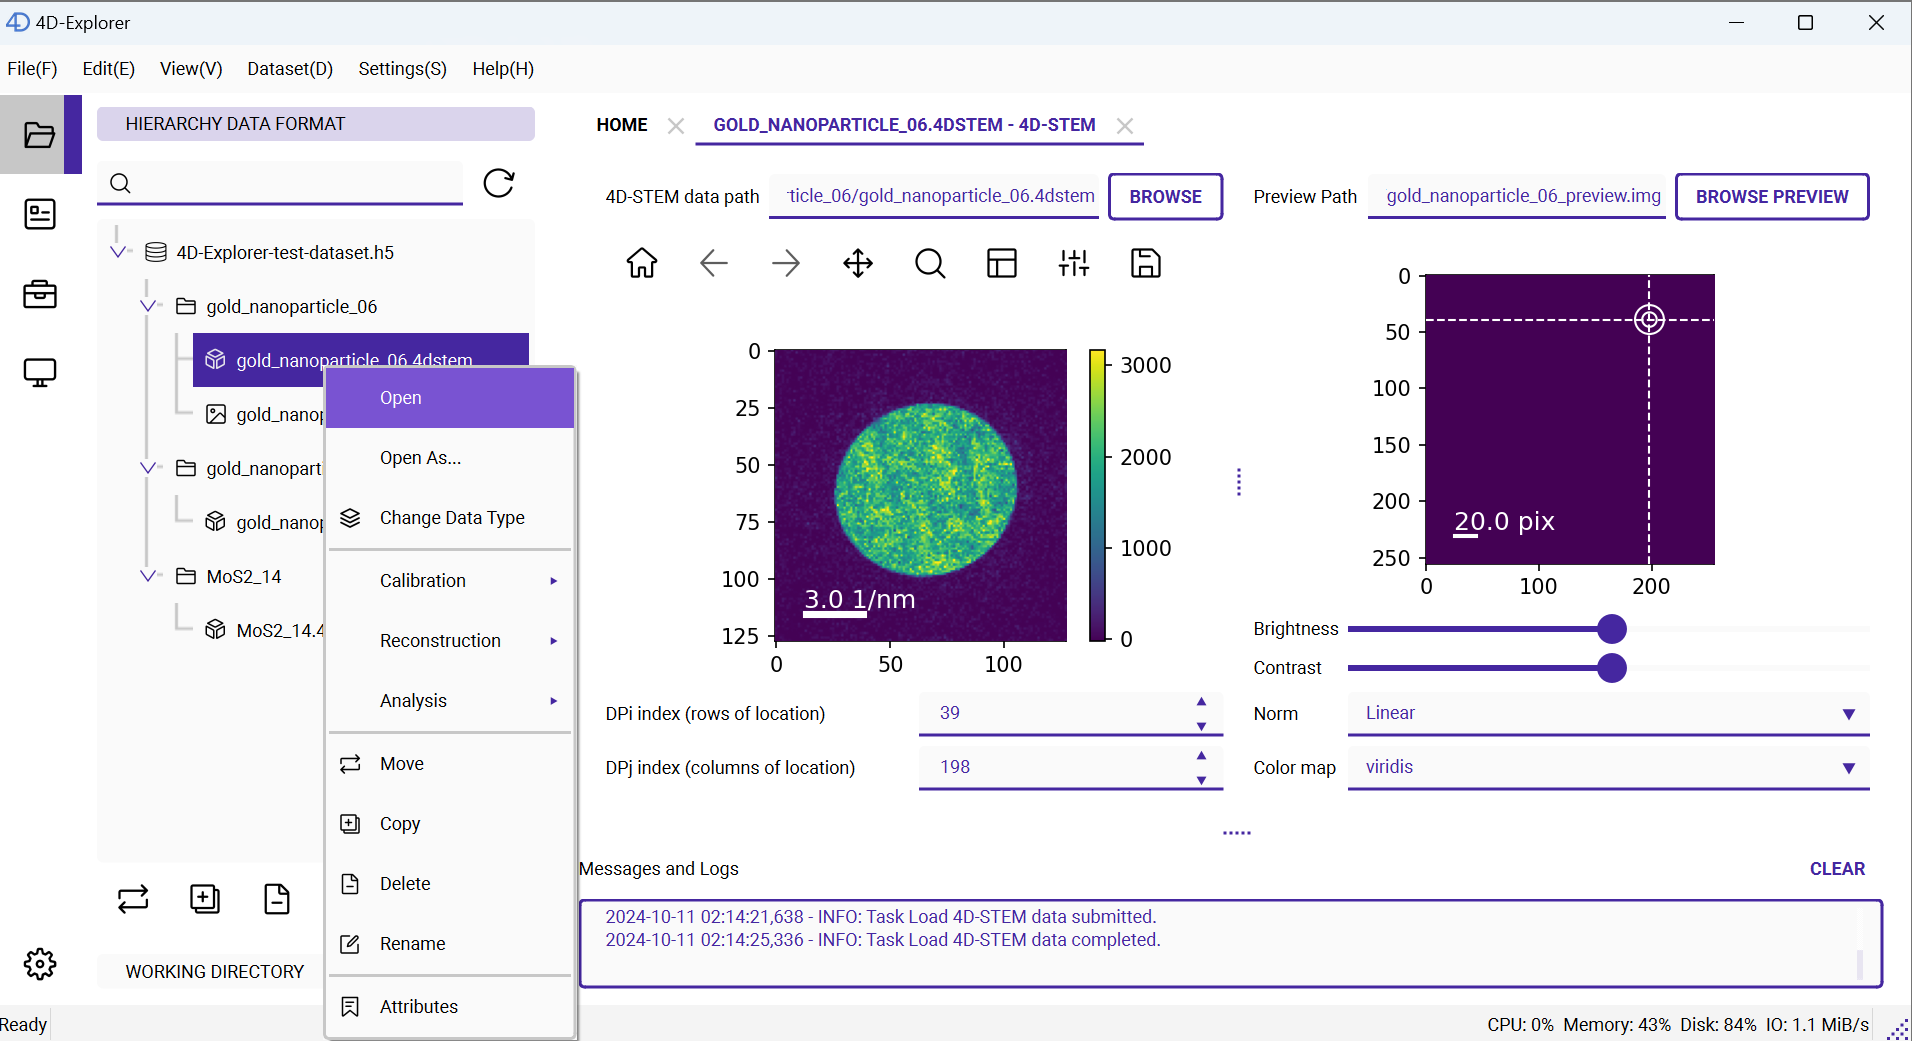 4D-Explorer
File(F) Edit(E) View(V) Dataset(D) Settings(S) Help(H)
HIERARCHY DATA FORMAT
4D-Explorer-test-dataset.h5
gold_nanoparticle_06
gold_nanoparticle_06.4dstem
gold_nanop
gold_nanoparti
gold_nanop
MoS2_14
MoS2_14.4
WORKING DIRECTORY
Open
Open As...
Change Data Type
Calibration
Reconstruction
Analysis
Move
Copy
Delete
Rename
Attributes
HOME
GOLD_NANOPARTICLE_06.4DSTEM - 4D-STEM
4D-STEM data path
ticle_06/gold_nanoparticle_06.4dstem
BROWSE
Preview Path
gold_nanoparticle_06_preview.img
BROWSE PREVIEW
0
25
50
75
100
125
0 50 100
3.0 1/nm
3000
2000
1000
0
0
50
100
150
200
250
0 100 200
20.0 pix
Brightness
Contrast
DPi index (rows of location) 39
Norm Linear
DPj index (columns of location) 198
Color map viridis
Messages and Logs
CLEAR
2024-10-11 02:14:21,638 - INFO: Task Load 4D-STEM data submitted.
2024-10-11 02:14:25,336 - INFO: Task Load 4D-STEM data completed.
Ready
CPU: 0% Memory: 43% Disk: 84% IO: 1.1 MiB/s